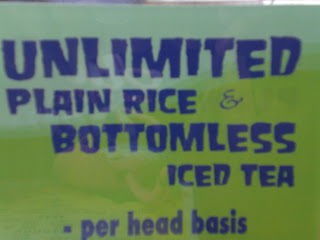 UNLIMITED
PLAIN RICE &
BOTTOMLESS
ICED TEA
- per head basis